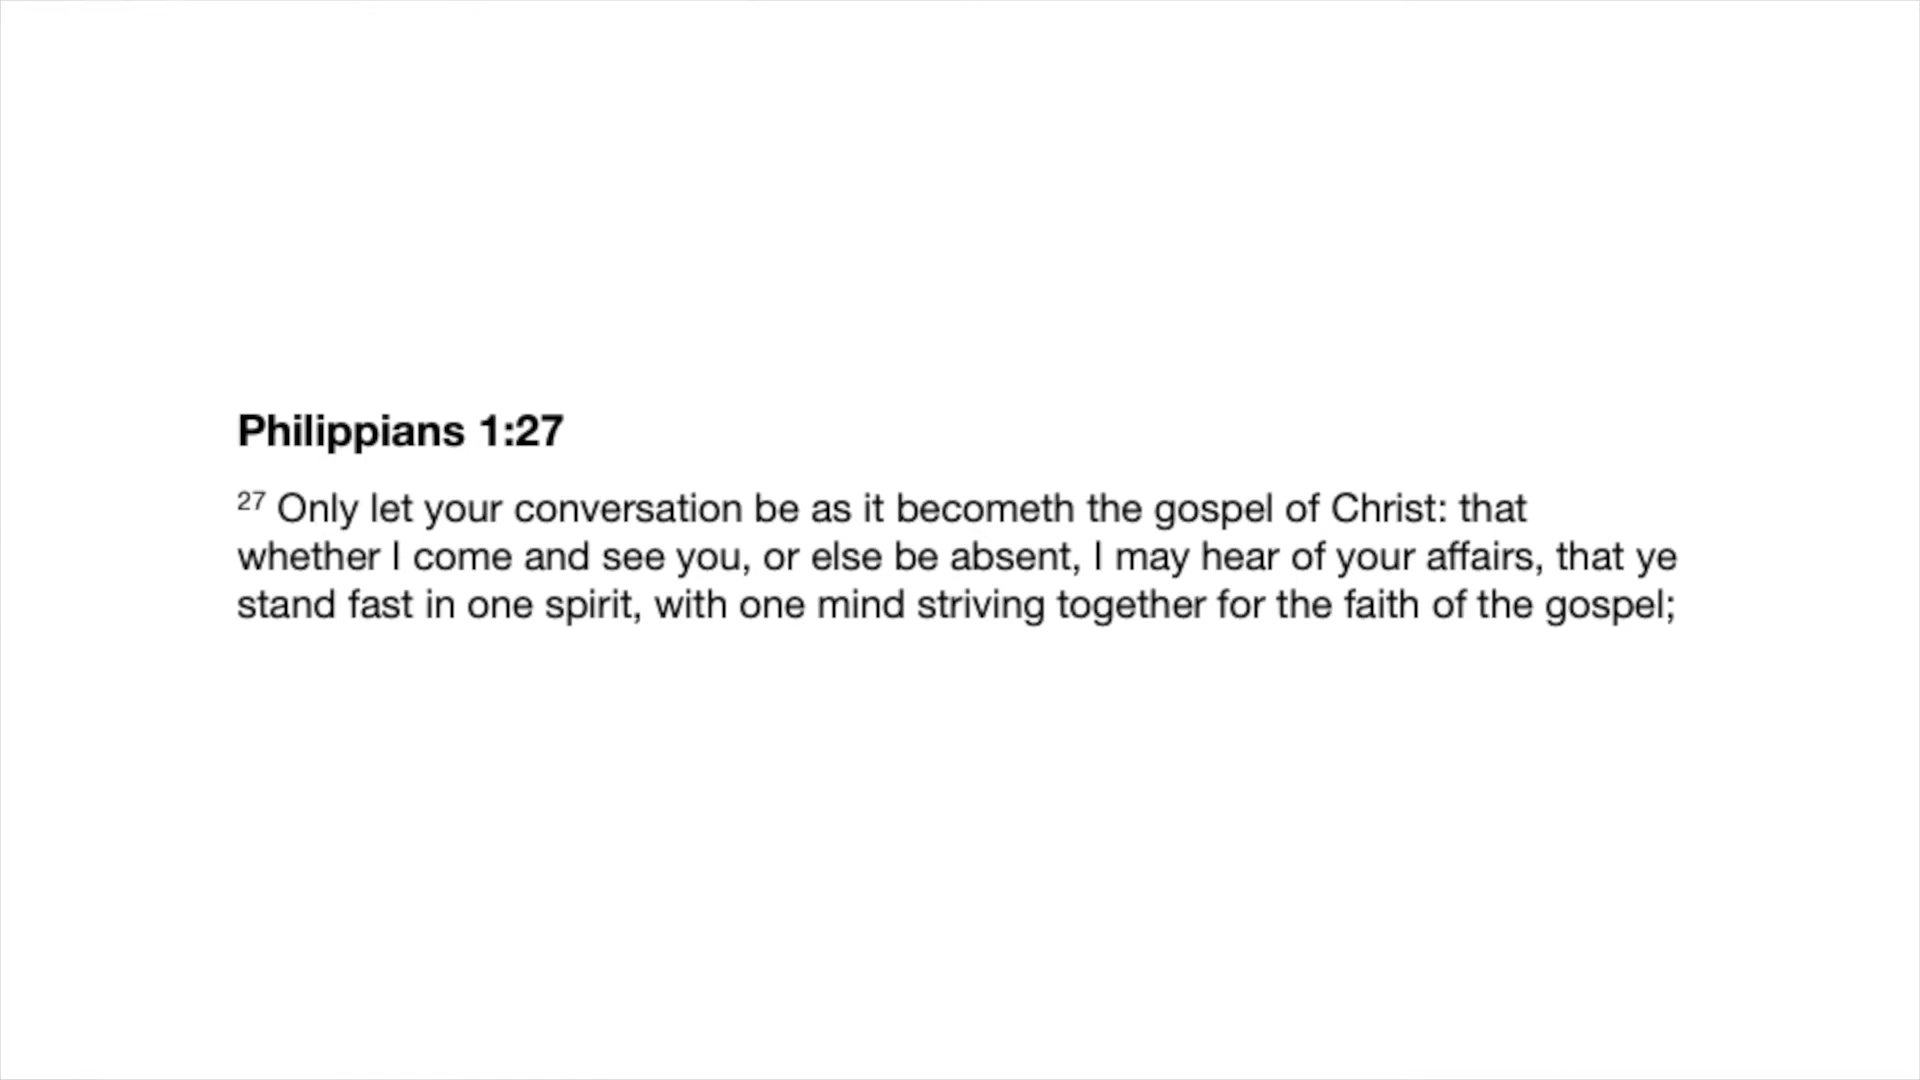 Philippians 1:27
27 Only let your conversation be as it becometh the gospel of Christ: that
whether I come and see you, or else be absent, I may hear of your affairs, that ye
stand fast in one spirit, with one mind striving together for the faith of the gospel;